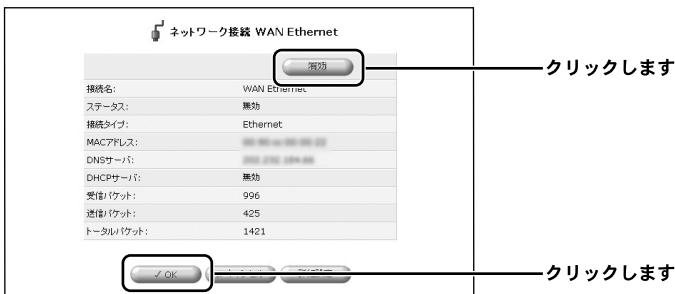 ネットワーク接続 WAN Ethernet
有効
クリックします
接続名: WAN Ethernet
ステータス: 無効
接続タイプ: Ethernet
MACアドレス:
DNSサーバ:
DHCPサーバ: 無効
受信パケット: 996
送信パケット: 425
トータルパケット: 1421
✓ OK
クリックします